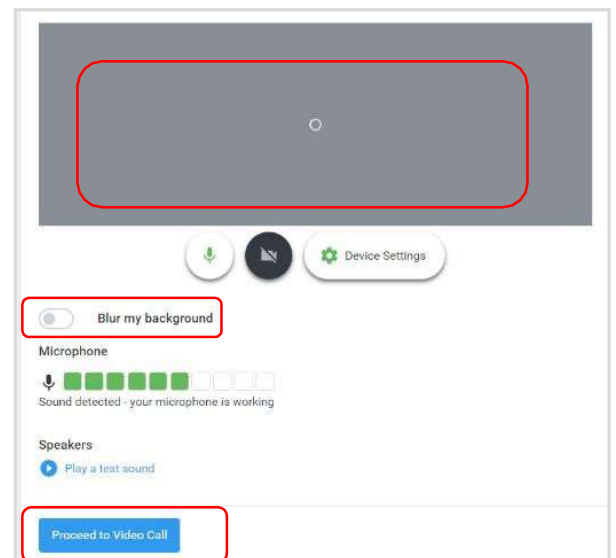 Device Settings
Blur my background
Microphone
Sound detected - your microphone is working
Speakers
Play a test sound
Proceed to Video Call